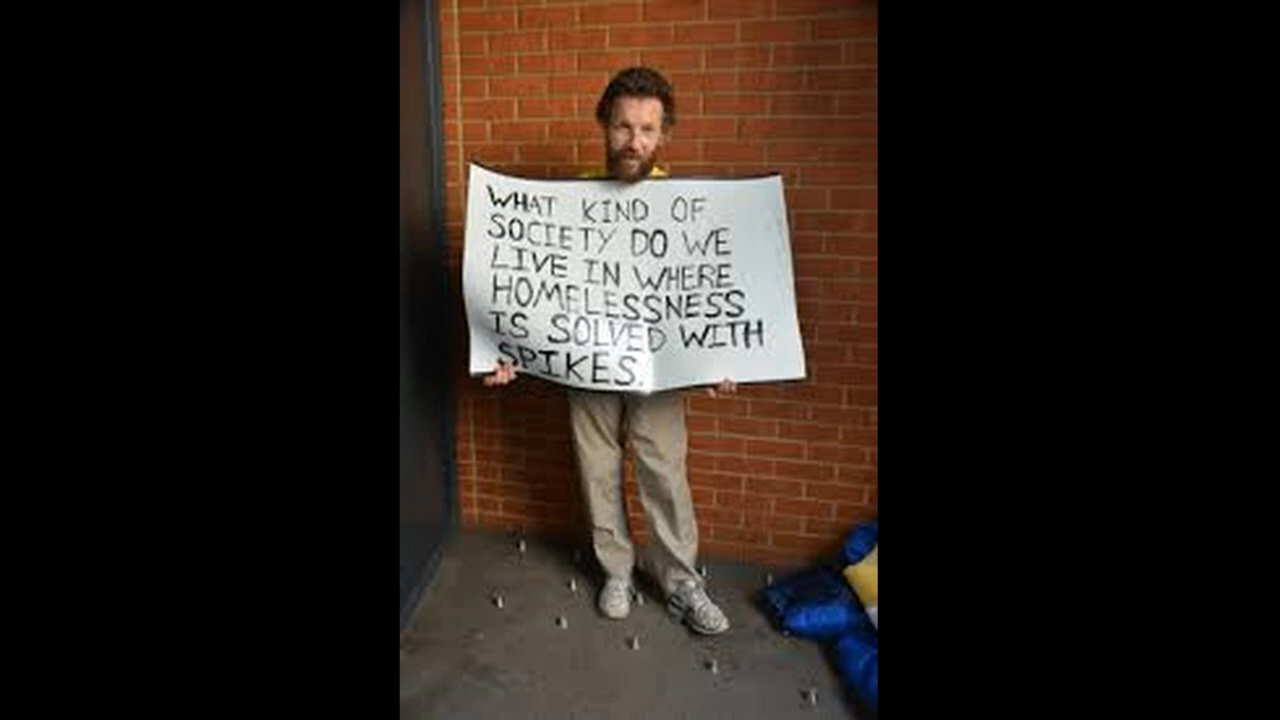 WHAT KIND OF
SOCIETY DO WE
LIVE IN WHERE
HOMELESSNESS
IS SOLVED WITH
SPIKES.